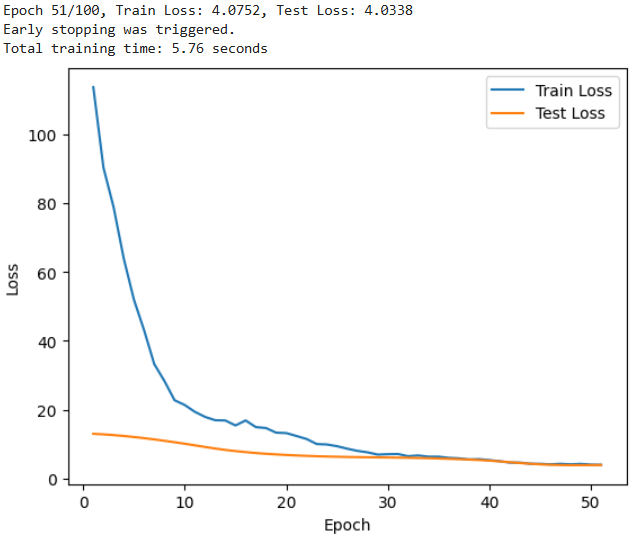 Epoch 51/100, Train Loss: 4.0752, Test Loss: 4.0338
Early stopping was triggered.
Total training time: 5.76 seconds
Train Loss
Test Loss
100
80
60
40
20
0
Loss
0 10 20 30 40 50
Epoch